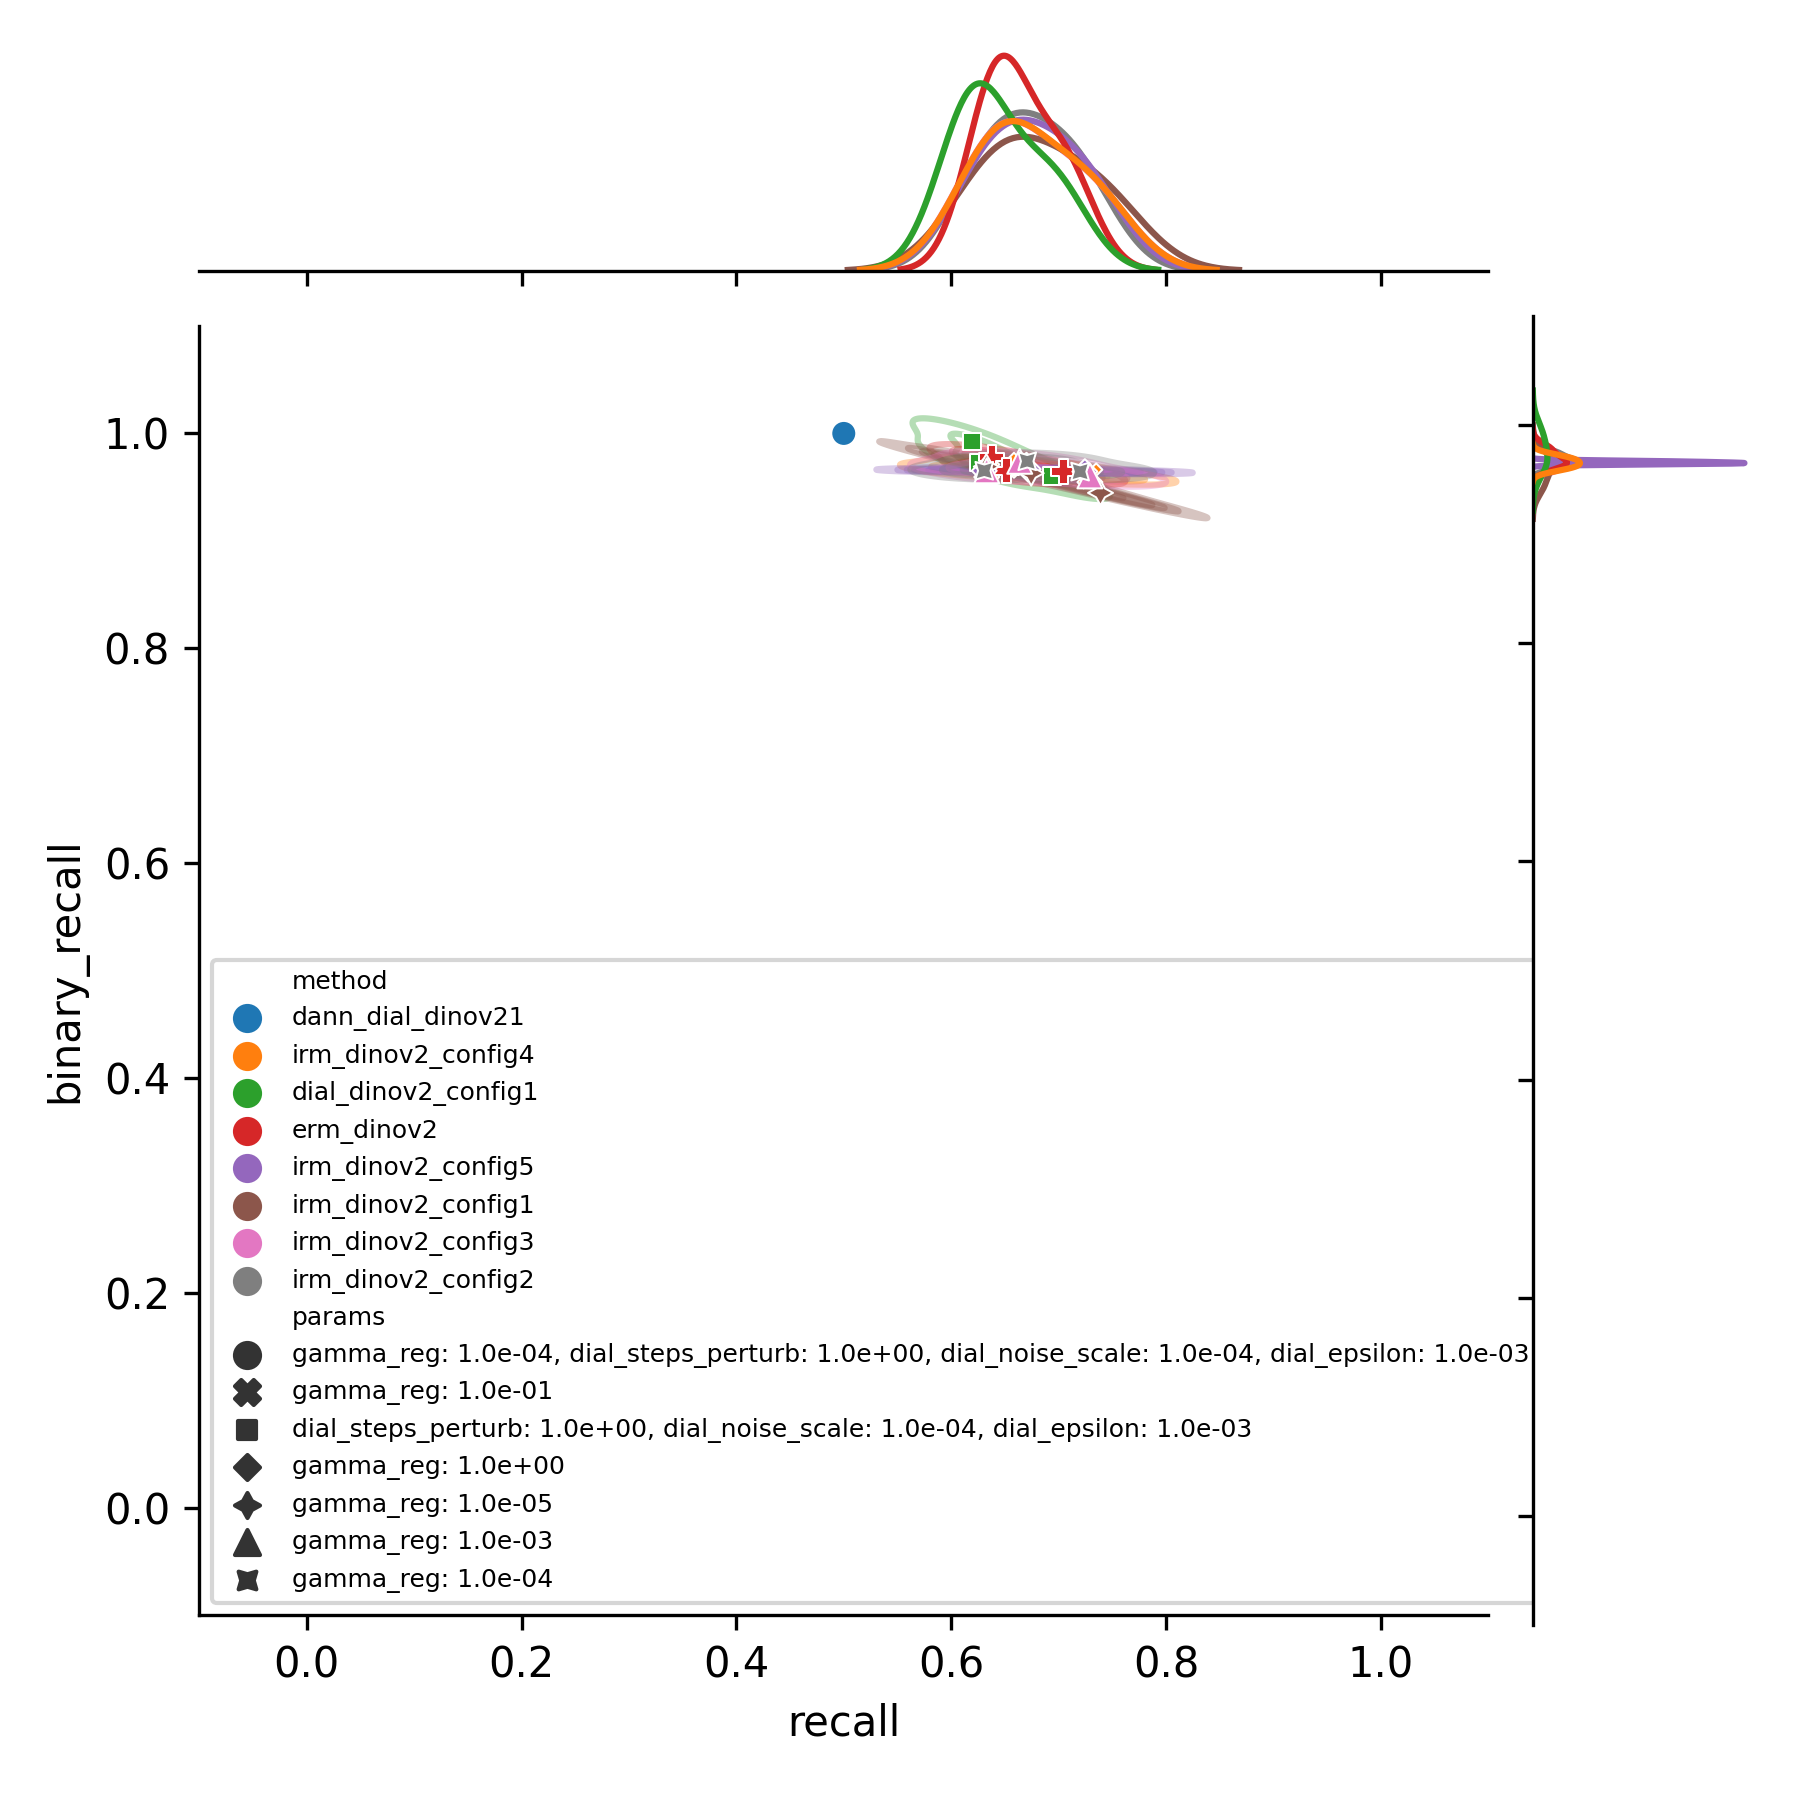 1.0
0.8
0.6
0.4
0.2
0.0
binary_recall
method
dann_dial_dinov21
irm_dinov2_config4
dial_dinov2_config1
erm_dinov2
irm_dinov2_config5
irm_dinov2_config1
irm_dinov2_config3
irm_dinov2_config2
params
gamma_reg: 1.0e-04, dial_steps_perturb: 1.0e+00, dial_noise_scale: 1.0e-04, dial_epsilon: 1.0e-03
gamma_reg: 1.0e-01
dial_steps_perturb: 1.0e+00, dial_noise_scale: 1.0e-04, dial_epsilon: 1.0e-03
gamma_reg: 1.0e+00
gamma_reg: 1.0e-05
gamma_reg: 1.0e-03
gamma_reg: 1.0e-04
0.0 0.2 0.4 0.6 0.8 1.0
recall